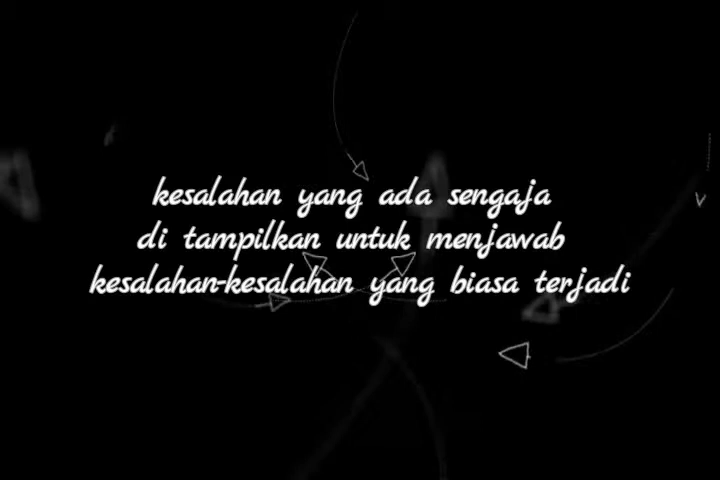 kesalahan yang ada sengaja
di tampilkan untuk menjawab
kesalahan-kesalahan yang biasa terjadi